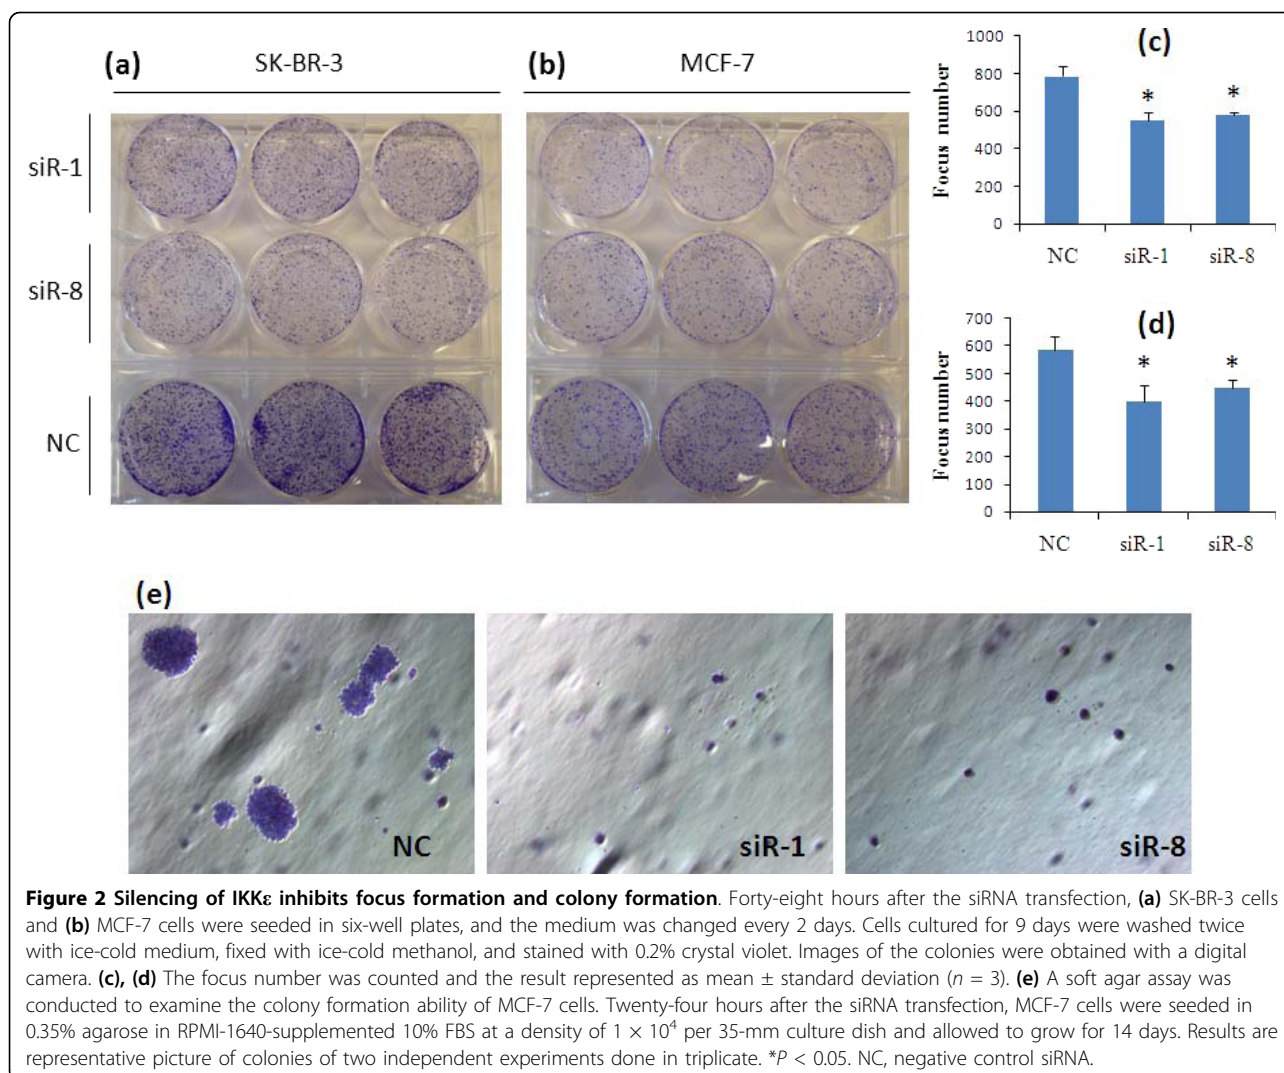 (a)
SK-BR-3
(b)
MCF-7
siR-1
siR-8
NC
(c)
Focus number
1000
800
600
400
200
0
*
*
NC siR-1 siR-8
(d)
Focus number
700
600
500
400
300
200
100
0
*
*
NC siR-1 siR-8
(e)
NC
siR-1
siR-8
Figure 2 Silencing of IKKε inhibits focus formation and colony formation. Forty-eight hours after the siRNA transfection, (a) SK-BR-3 cells
and (b) MCF-7 cells were seeded in six-well plates, and the medium was changed every 2 days. Cells cultured for 9 days were washed twice
with ice-cold medium, fixed with ice-cold methanol, and stained with 0.2% crystal violet. Images of the colonies were obtained with a digital
camera. (c), (d) The focus number was counted and the result represented as mean ± standard deviation (n = 3). (e) A soft agar assay was
conducted to examine the colony formation ability of MCF-7 cells. Twenty-four hours after the siRNA transfection, MCF-7 cells were seeded in
0.35% agarose in RPMI-1640-supplemented 10% FBS at a density of 1 × 10⁴ per 35-mm culture dish and allowed to grow for 14 days. Results are
representative picture of colonies of two independent experiments done in triplicate. *P < 0.05. NC, negative control siRNA.